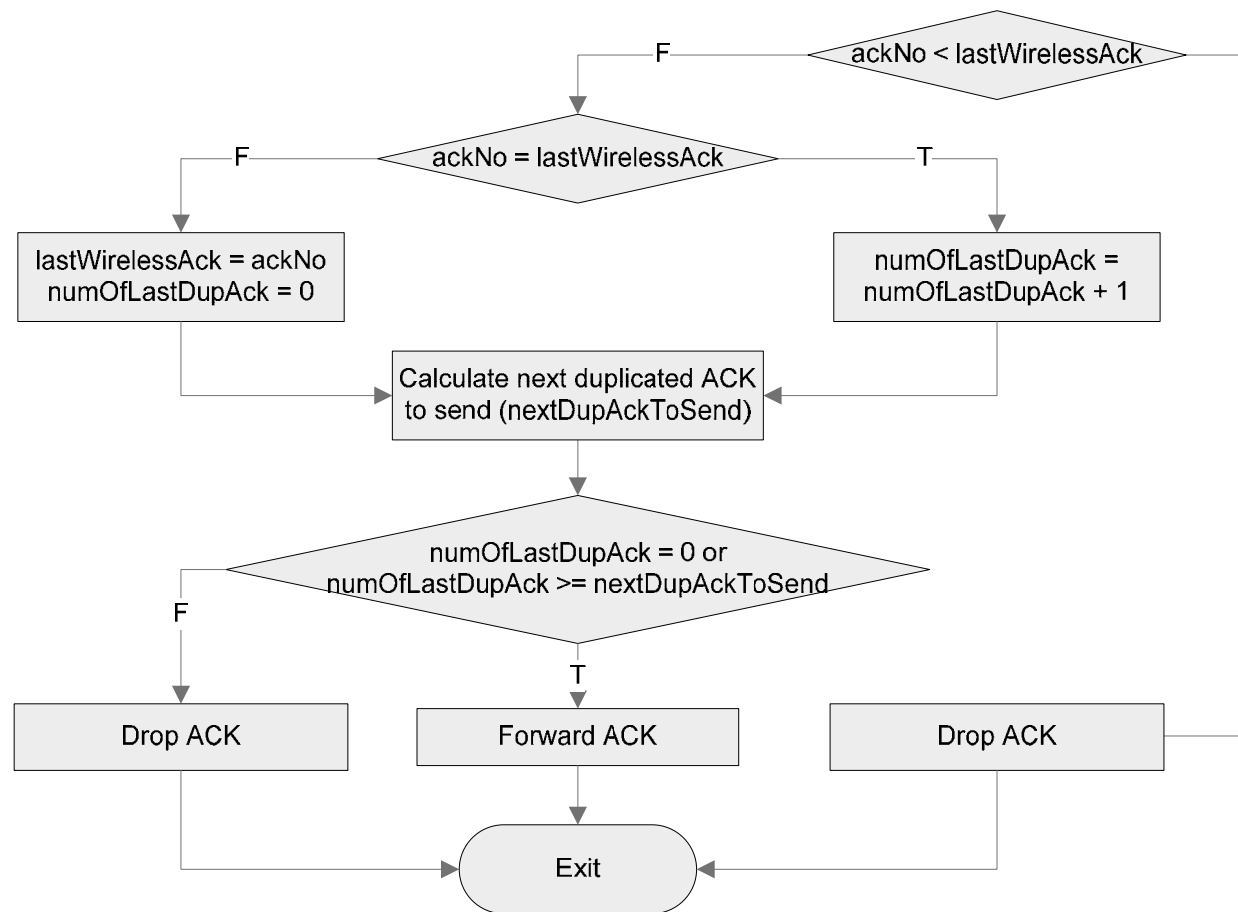 ackNo < lastWirelessAck
F
ackNo = lastWirelessAck
F
T
lastWirelessAck = ackNo
numOfLastDupAck = 0
numOfLastDupAck =
numOfLastDupAck + 1
Calculate next duplicated ACK
to send (nextDupAckToSend)
numOfLastDupAck = 0 or
numOfLastDupAck >= nextDupAckToSend
F
T
Drop ACK
Forward ACK
Drop ACK
Exit